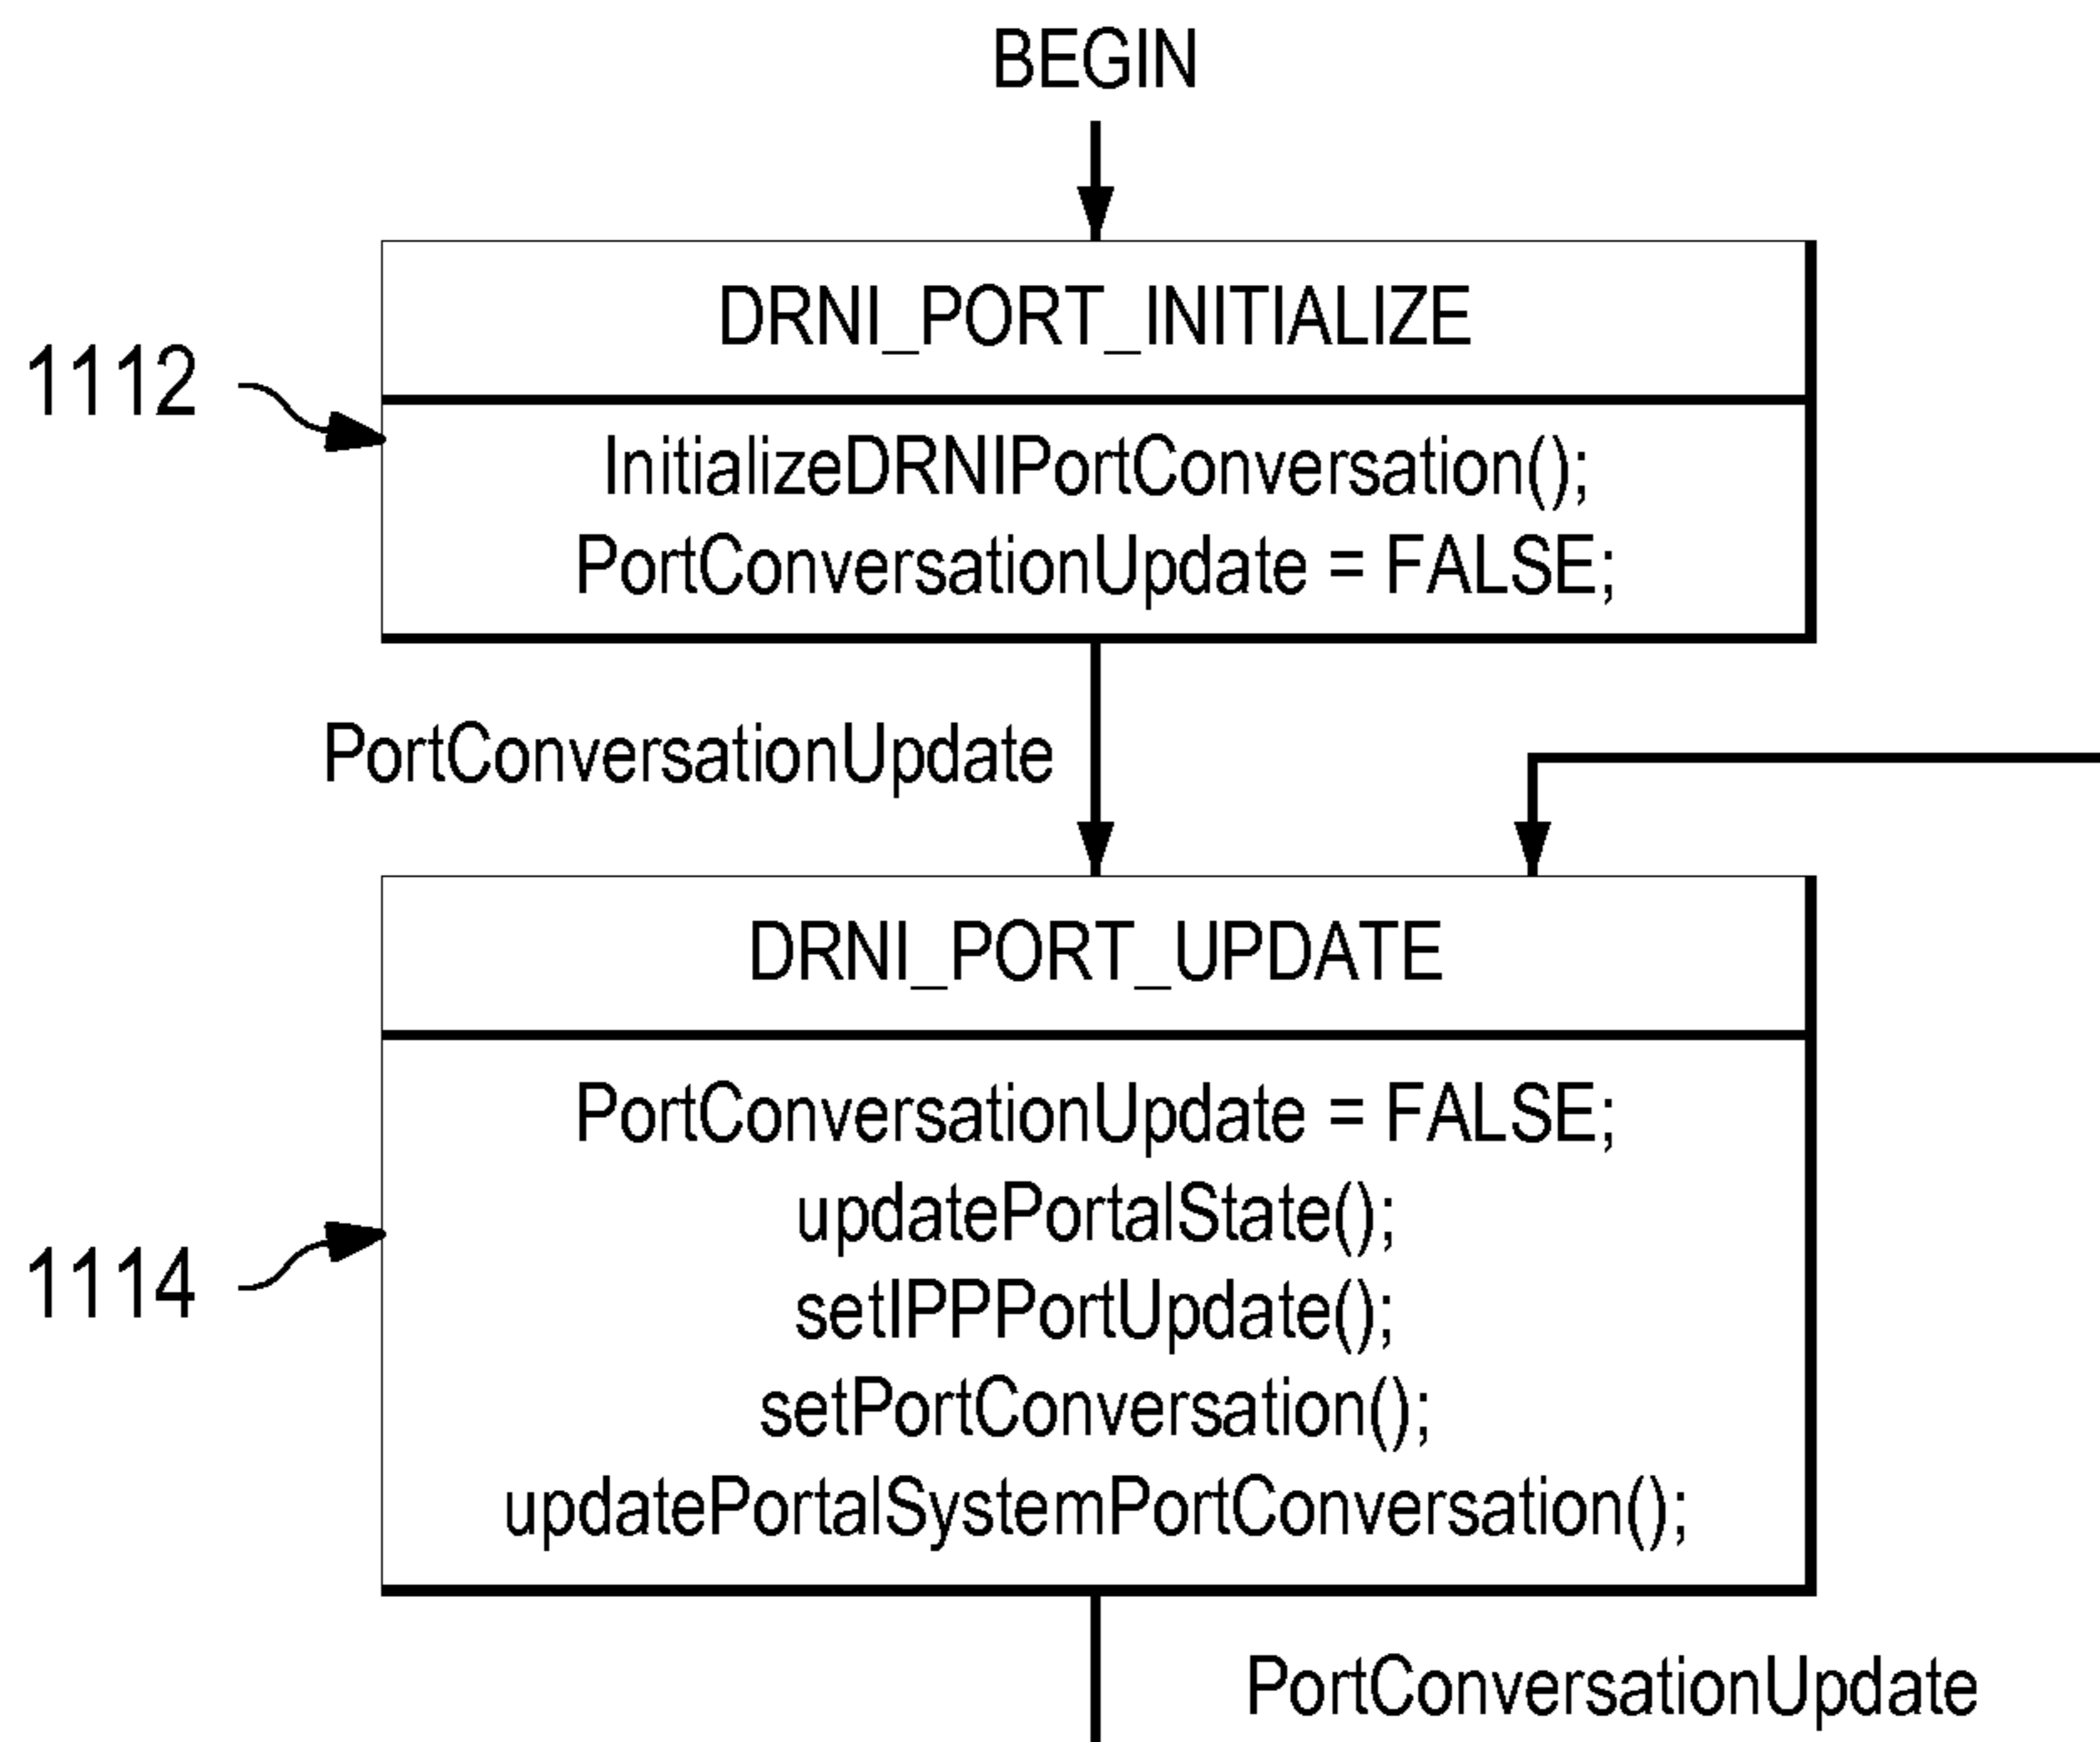 BEGIN
DRNI_PORT_INITIALIZE
1112
InitializeDRNIPortConversation();
PortConversationUpdate = FALSE;
PortConversationUpdate
DRNI_PORT_UPDATE
PortConversationUpdate = FALSE;
updatePortalState();
1114
setIPPPortUpdate();
setPortConversation();
updatePortalSystemPortConversation();
PortConversationUpdate